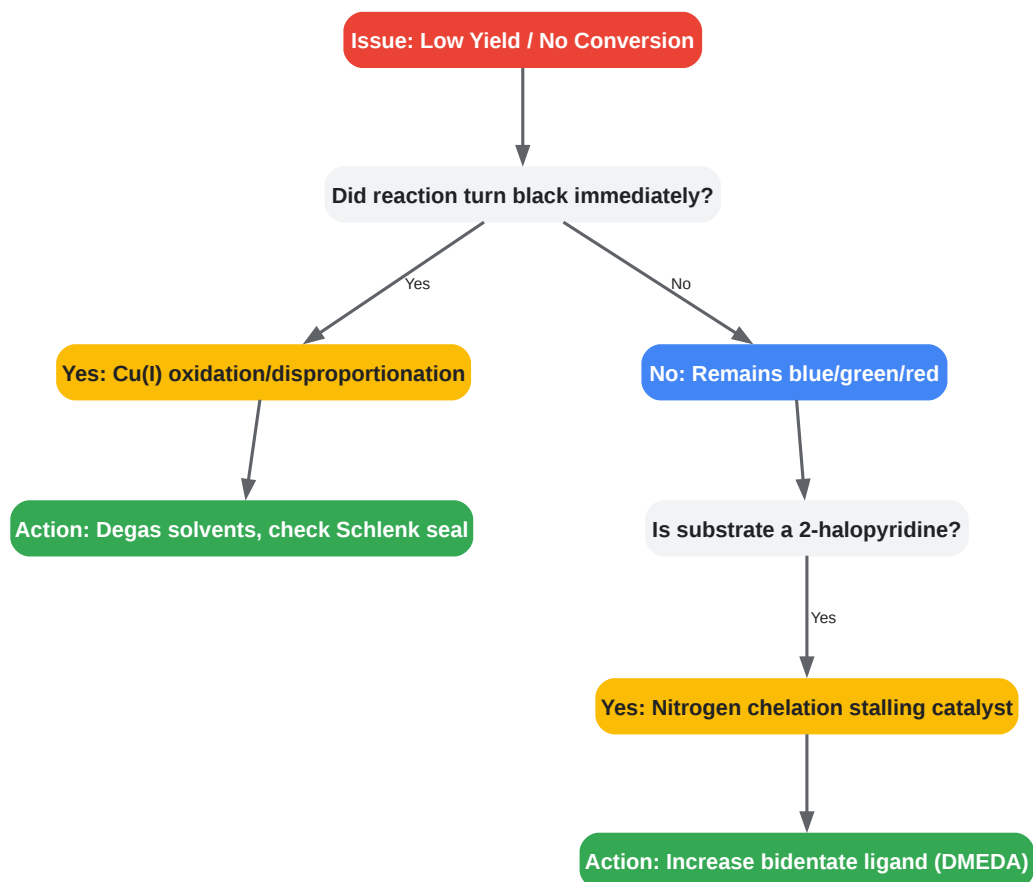 Issue: Low Yield / No Conversion
Did reaction turn black immediately?
Yes
No
Yes: Cu(I) oxidation/disproportionation
No: Remains blue/green/red
Action: Degas solvents, check Schlenk seal
Is substrate a 2-halopyridine?
Yes
Yes: Nitrogen chelation stalling catalyst
Action: Increase bidentate ligand (DMEDA)